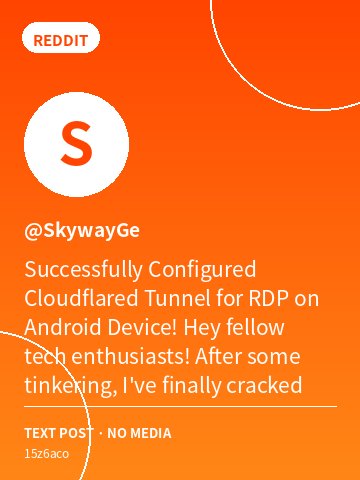 REDDIT
S
@SkywayGe
Successfully Configured
Cloudflared Tunnel for RDP on
Android Device! Hey fellow
tech enthusiasts! After some
tinkering, I've finally cracked
TEXT POST · NO MEDIA
15z6aco